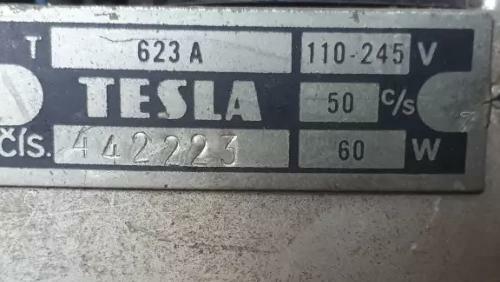 T 623 A 110-245 V
TESLA 50 c/s
ČÍS. 442223 60 W